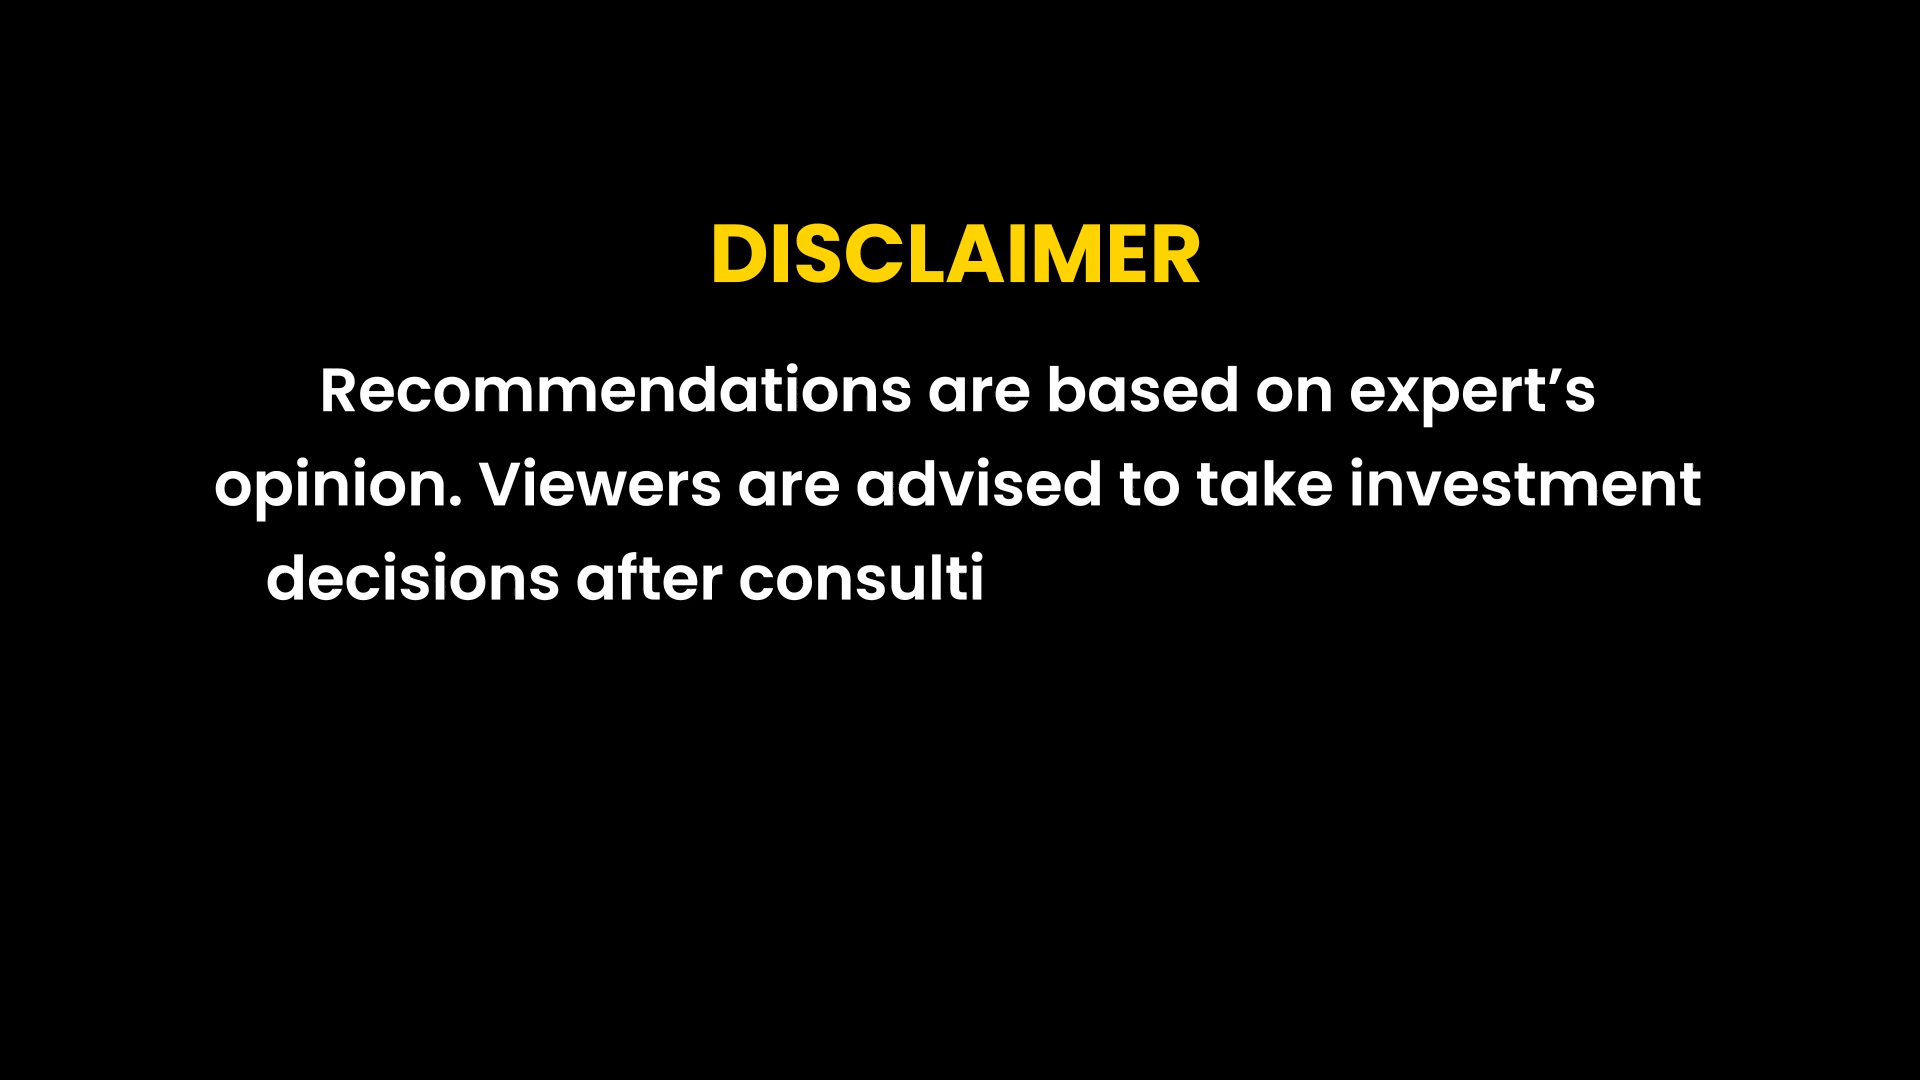 DISCLAIMER
Recommendations are based on expert’s
opinion. Viewers are advised to take investment
decisions after consulti